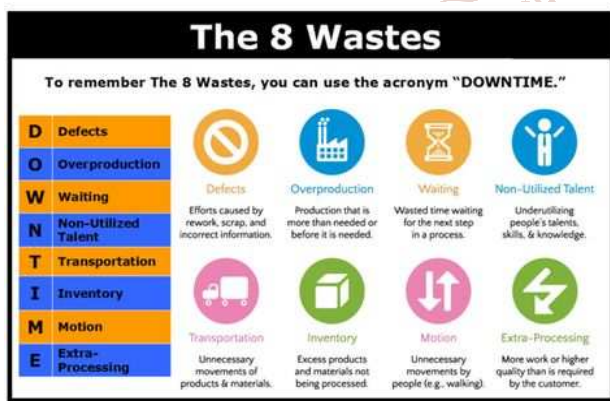 The 8 Wastes
To remember The 8 Wastes, you can use the acronym “DOWNTIME.”
D Defects
O Overproduction
W Waiting
N Non-Utilized
Talent
T Transportation
I Inventory
M Motion
E Extra-
Processing
Defects
Efforts caused by
rework, scrap, and
incorrect information.
Overproduction
Production that is
more than needed or
before it is needed.
Waiting
Wasted time waiting
for the next step
in a process.
Non-Utilized Talent
Underutilizing
people's talents,
skills, & knowledge.
Transportation
Unnecessary
movements of
products & materials.
Inventory
Excess products
and materials not
being processed.
Motion
Unnecessary
movements by
people (e.g., walking).
Extra-Processing
More work or higher
quality than is required
by the customer.